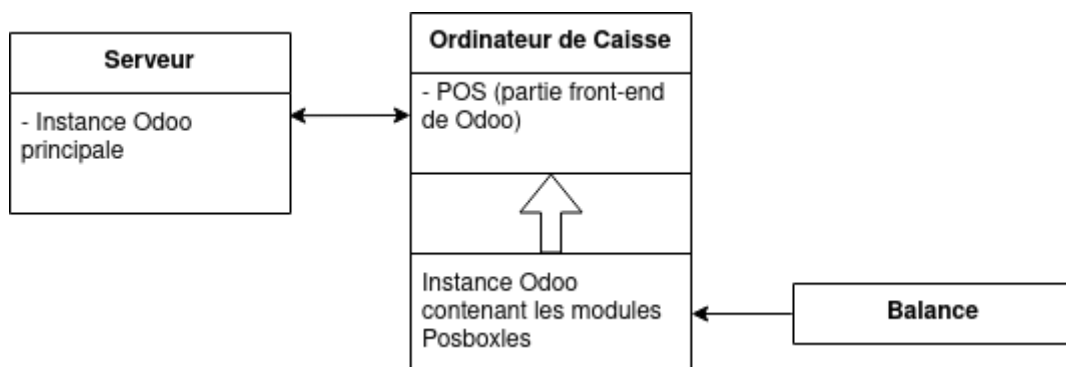 Serveur
- Instance Odoo
principale
Ordinateur de Caisse
- POS (partie front-end
de Odoo)
Instance Odoo
contenant les modules
Posboxles
Balance